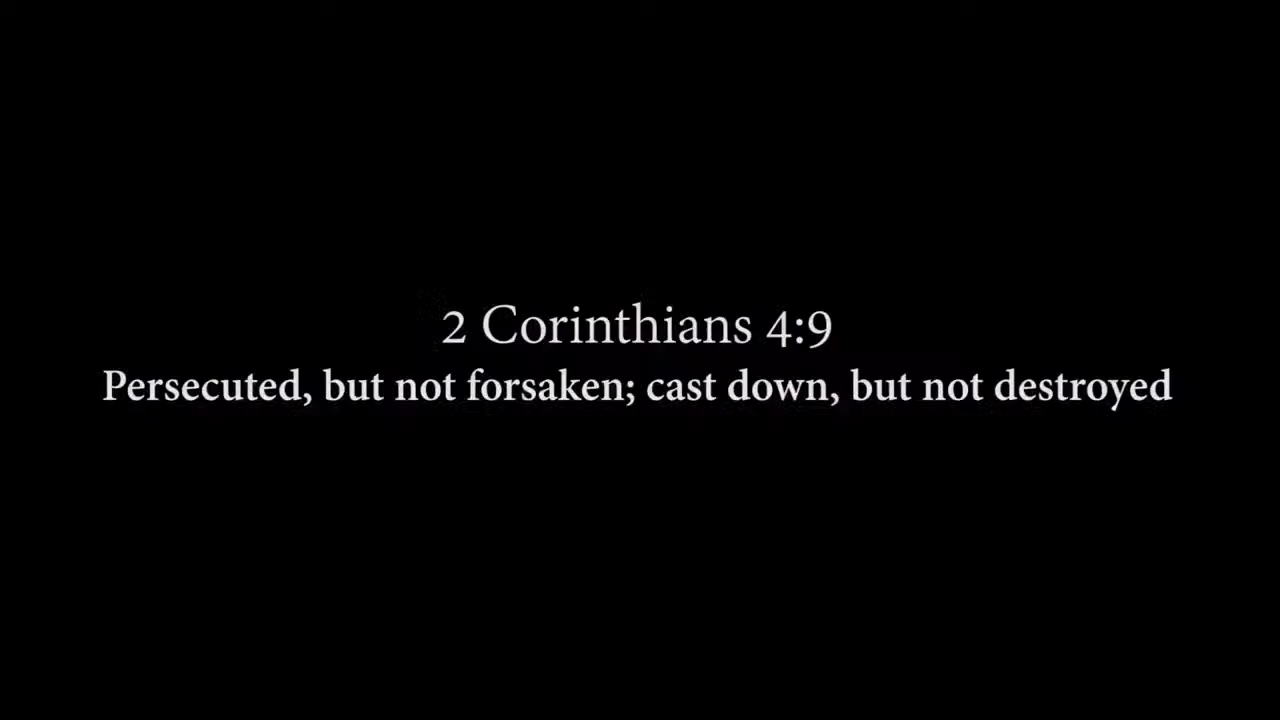 2 Corinthians 4:9
Persecuted, but not forsaken; cast down, but not destroyed